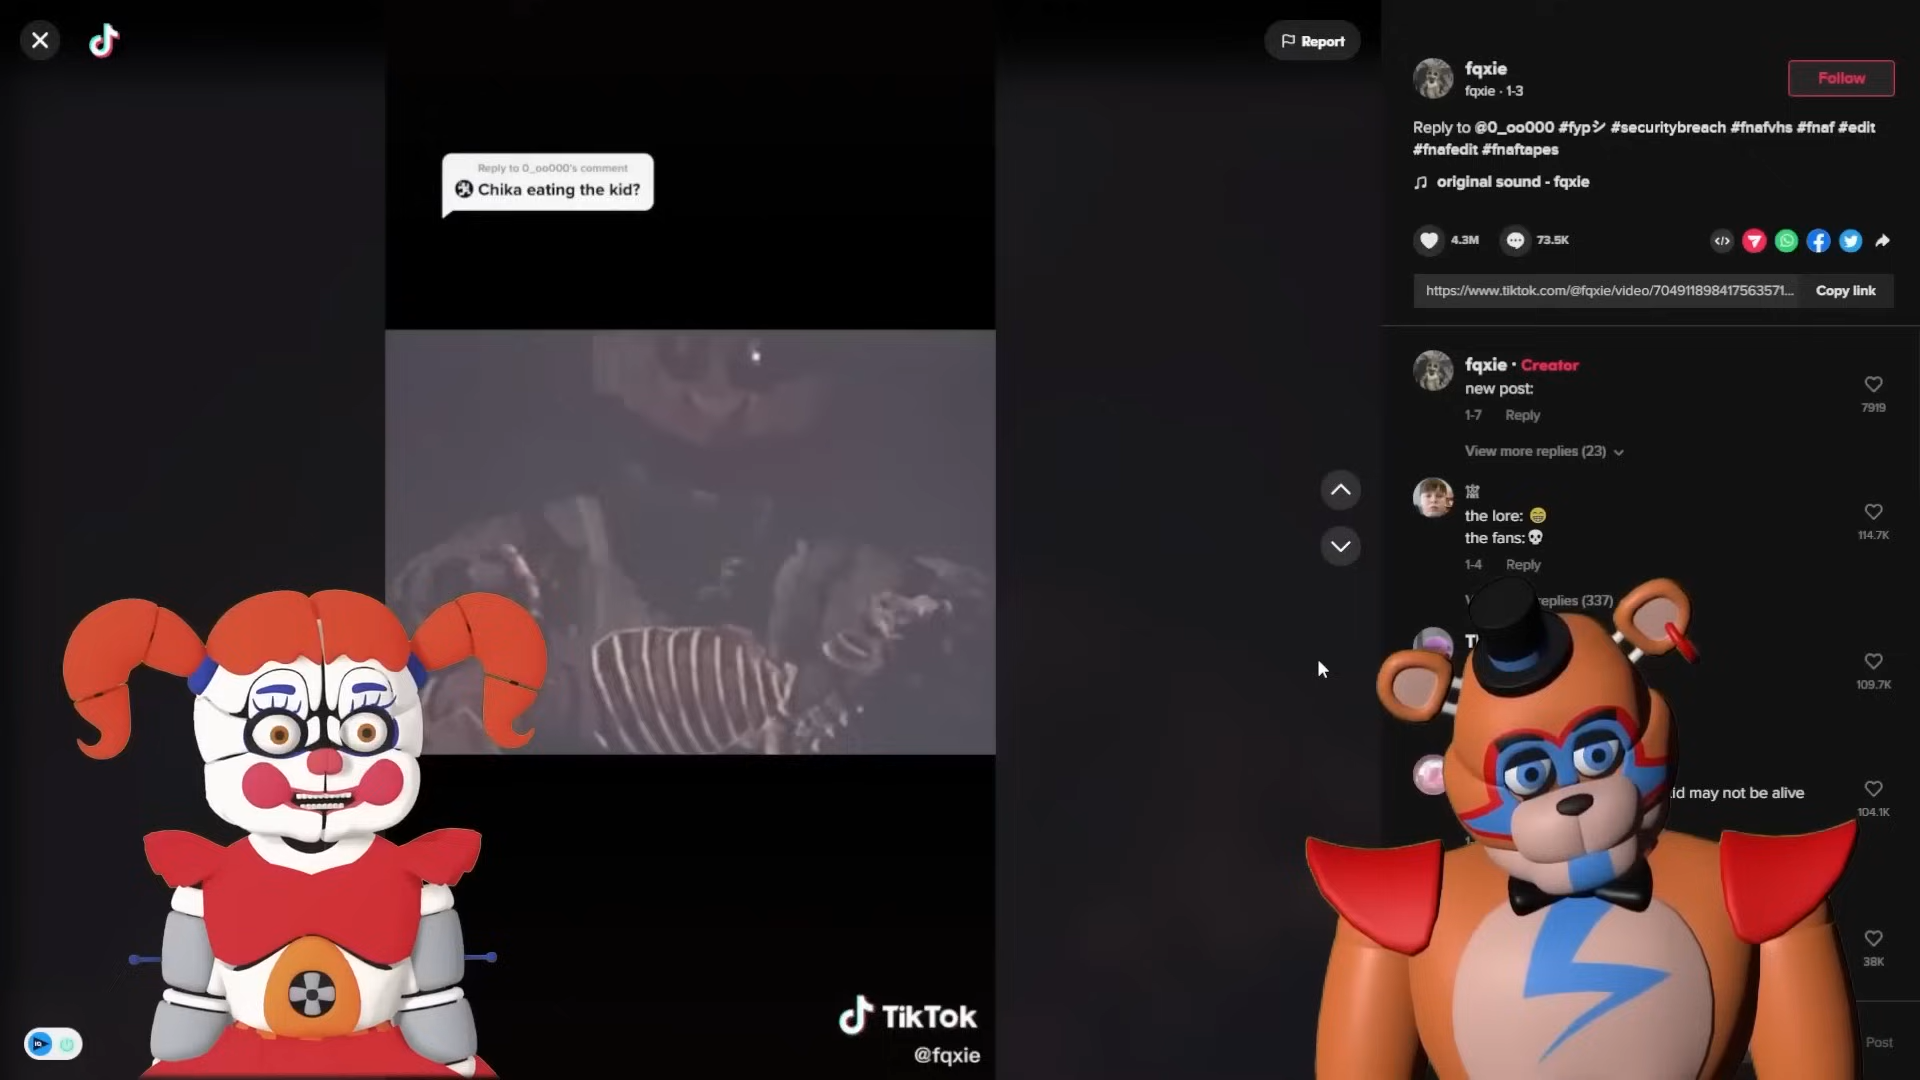 Report
Reply to 0_oo000's comment
Chika eating the kid?
TikTok
@fqxie
fqxie
fqxie · 1-3
Follow
Reply to @0_oo000 #fypシ #securitybreach #fnafvhs #fnaf #edit
#fnafedit #fnaftapes
original sound - fqxie
4.3M
73.5K
https://www.tiktok.com/@fqxie/video/704911898417563571...
Copy link
fqxie · Creator
new post:
7919
1-7 Reply
View more replies (23)
the lore: 😁
the fans:💀
114.7K
1-4 Reply
replies (337)
109.7K
may not be alive
104.1K
38K
Post